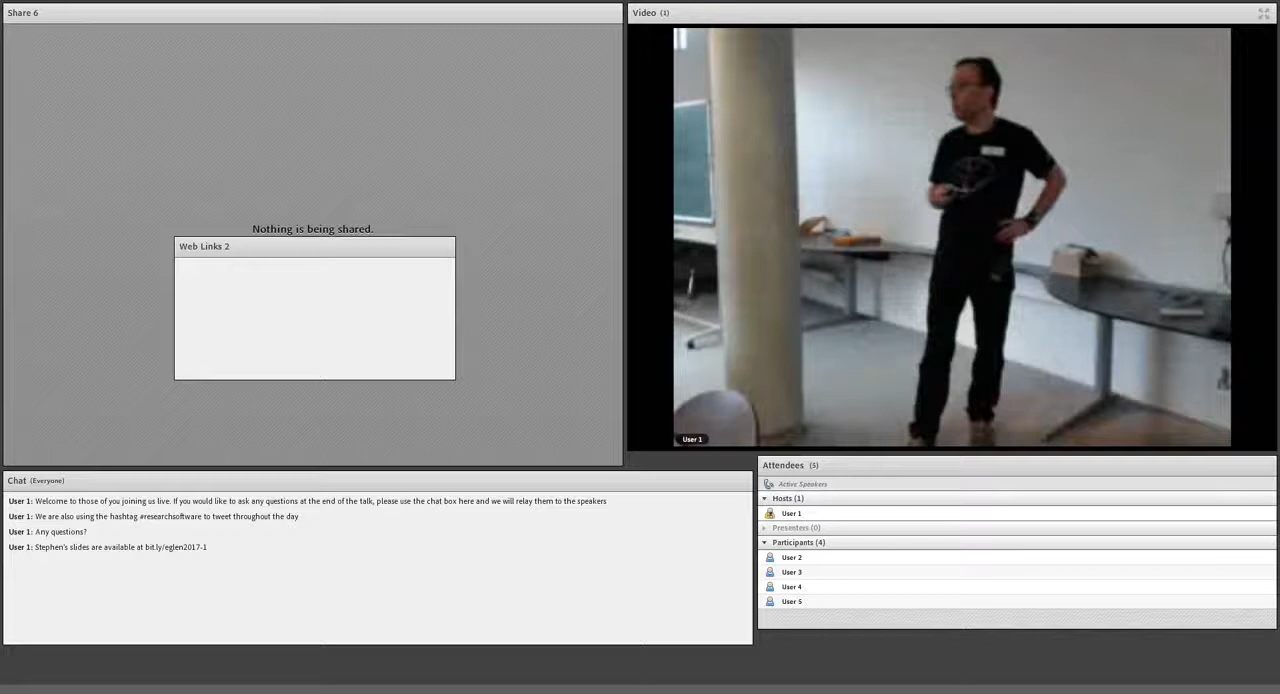 Share 6
Nothing is being shared.
Web Links 2
Video (1)
User 1
Chat (Everyone)
User 1: Welcome to those of you joining us live. If you would like to ask any questions at the end of the talk, please use the chat box here and we will relay them to the speakers
User 1: We are also using the hashtag #researchsoftware to tweet throughout the day
User 1: Any questions?
User 1: Stephen's slides are available at bit.ly/eglen2017-1
Attendees (5)
Active Speakers
Hosts (1)
User 1
Presenters (0)
Participants (4)
User 2
User 3
User 4
User 5